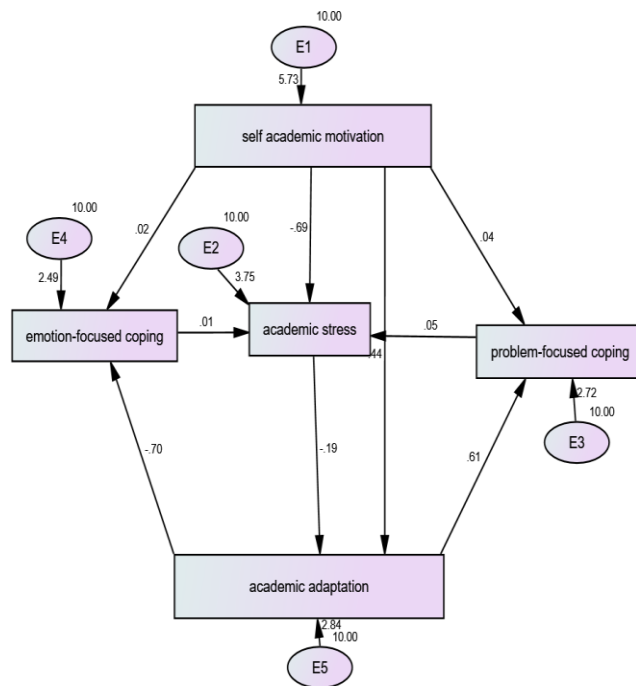 10.00
E1
5.73
self academic motivation
10.00
E4
2.49
.02
10.00
E2
3.75
-.69
.04
emotion-focused coping
.01
academic stress
.05
problem-focused coping
.44
2.72
10.00
E3
-.70
-.19
.61
academic adaptation
2.84
10.00
E5